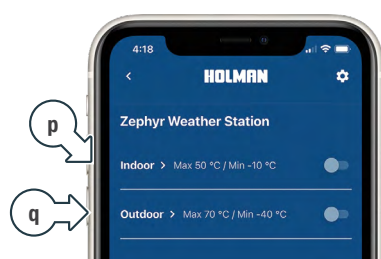 4:18
HOLMAN
Zephyr Weather Station
p
Indoor > Max 50 °C / Min -10 °C
q
Outdoor > Max 70 °C / Min -40 °C